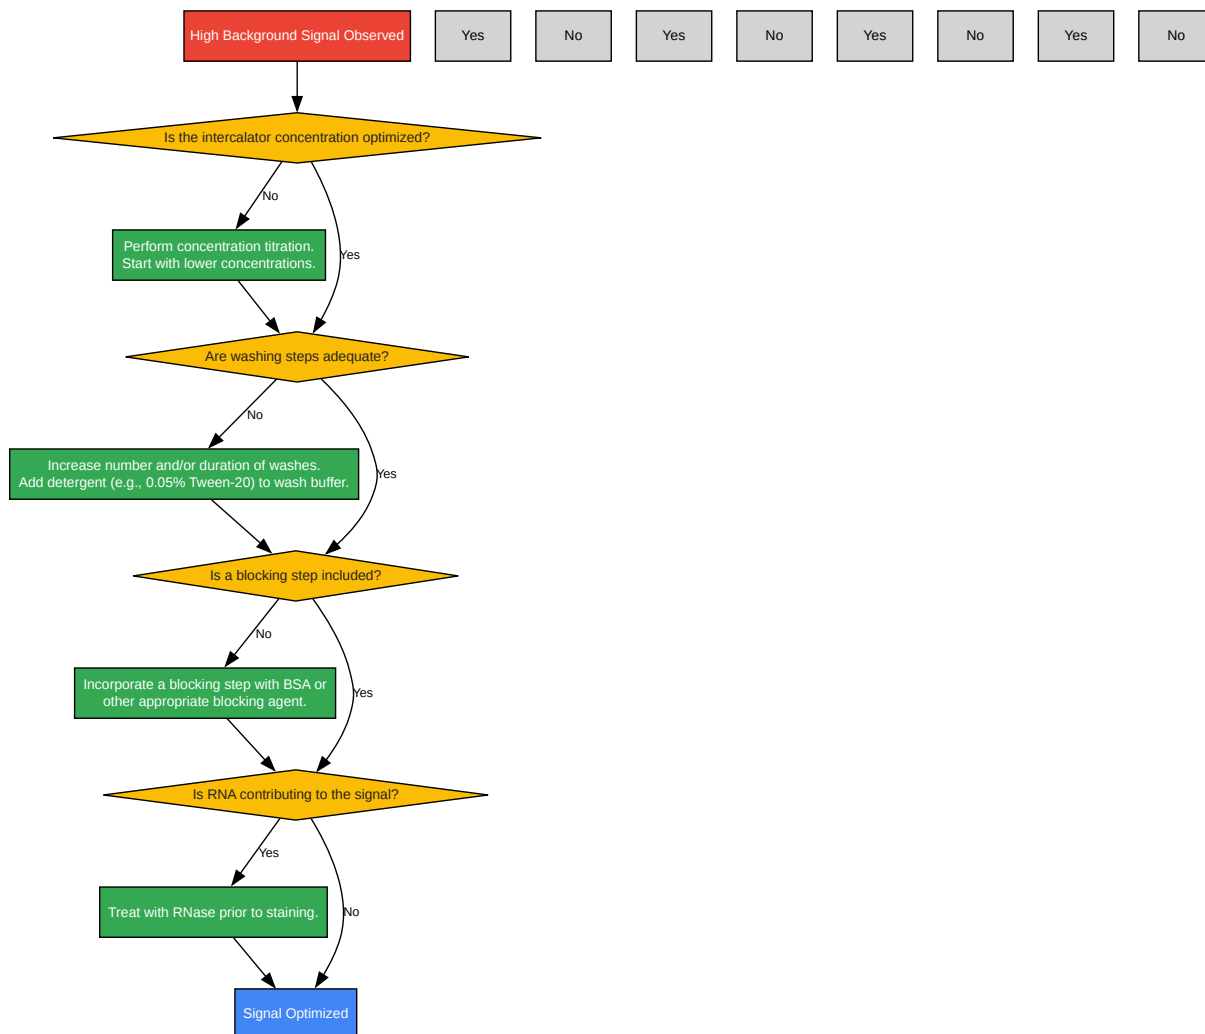 High Background Signal Observed
Yes
No
Yes
No
Yes
No
Yes
No
Is the intercalator concentration optimized?
No
Perform concentration titration.
Start with lower concentrations.
Yes
Are washing steps adequate?
No
Increase number and/or duration of washes.
Add detergent (e.g., 0.05% Tween-20) to wash buffer.
Yes
Is a blocking step included?
No
Incorporate a blocking step with BSA or
other appropriate blocking agent.
Yes
Is RNA contributing to the signal?
Yes
Treat with RNase prior to staining.
No
Signal Optimized